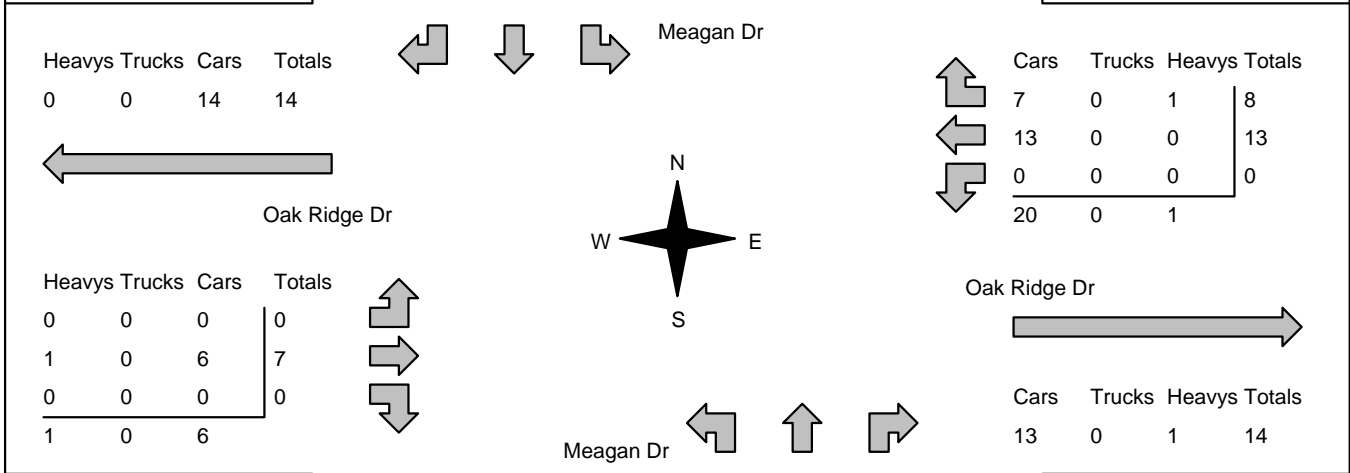 Meagan Dr
Heavys Trucks Cars Totals
0 0 14 14
Cars Trucks Heavys Totals
7 0 1 8
13 0 0 13
0 0 0 0
20 0 1
Oak Ridge Dr
N
W E
S
Heavys Trucks Cars Totals
0 0 0 0
1 0 6 7
0 0 0 0
1 0 6
Oak Ridge Dr
Cars Trucks Heavys Totals
13 0 1 14
Meagan Dr